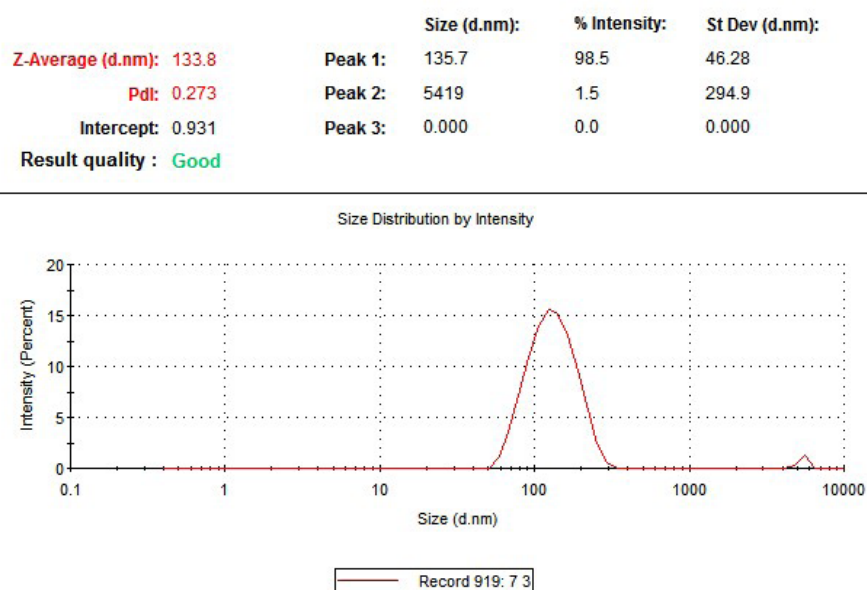 Size (d.nm): % Intensity: St Dev (d.nm):
Z-Average (d.nm): 133.8 Peak 1: 135.7 98.5 46.28
PdI: 0.273 Peak 2: 5419 1.5 294.9
Intercept: 0.931 Peak 3: 0.000 0.0 0.000
Result quality : Good
Size Distribution by Intensity
Intensity (Percent)
20
15
10
5
0
0.1 1 10 100 1000 10000
Size (d.nm)
Record 919: 7 3